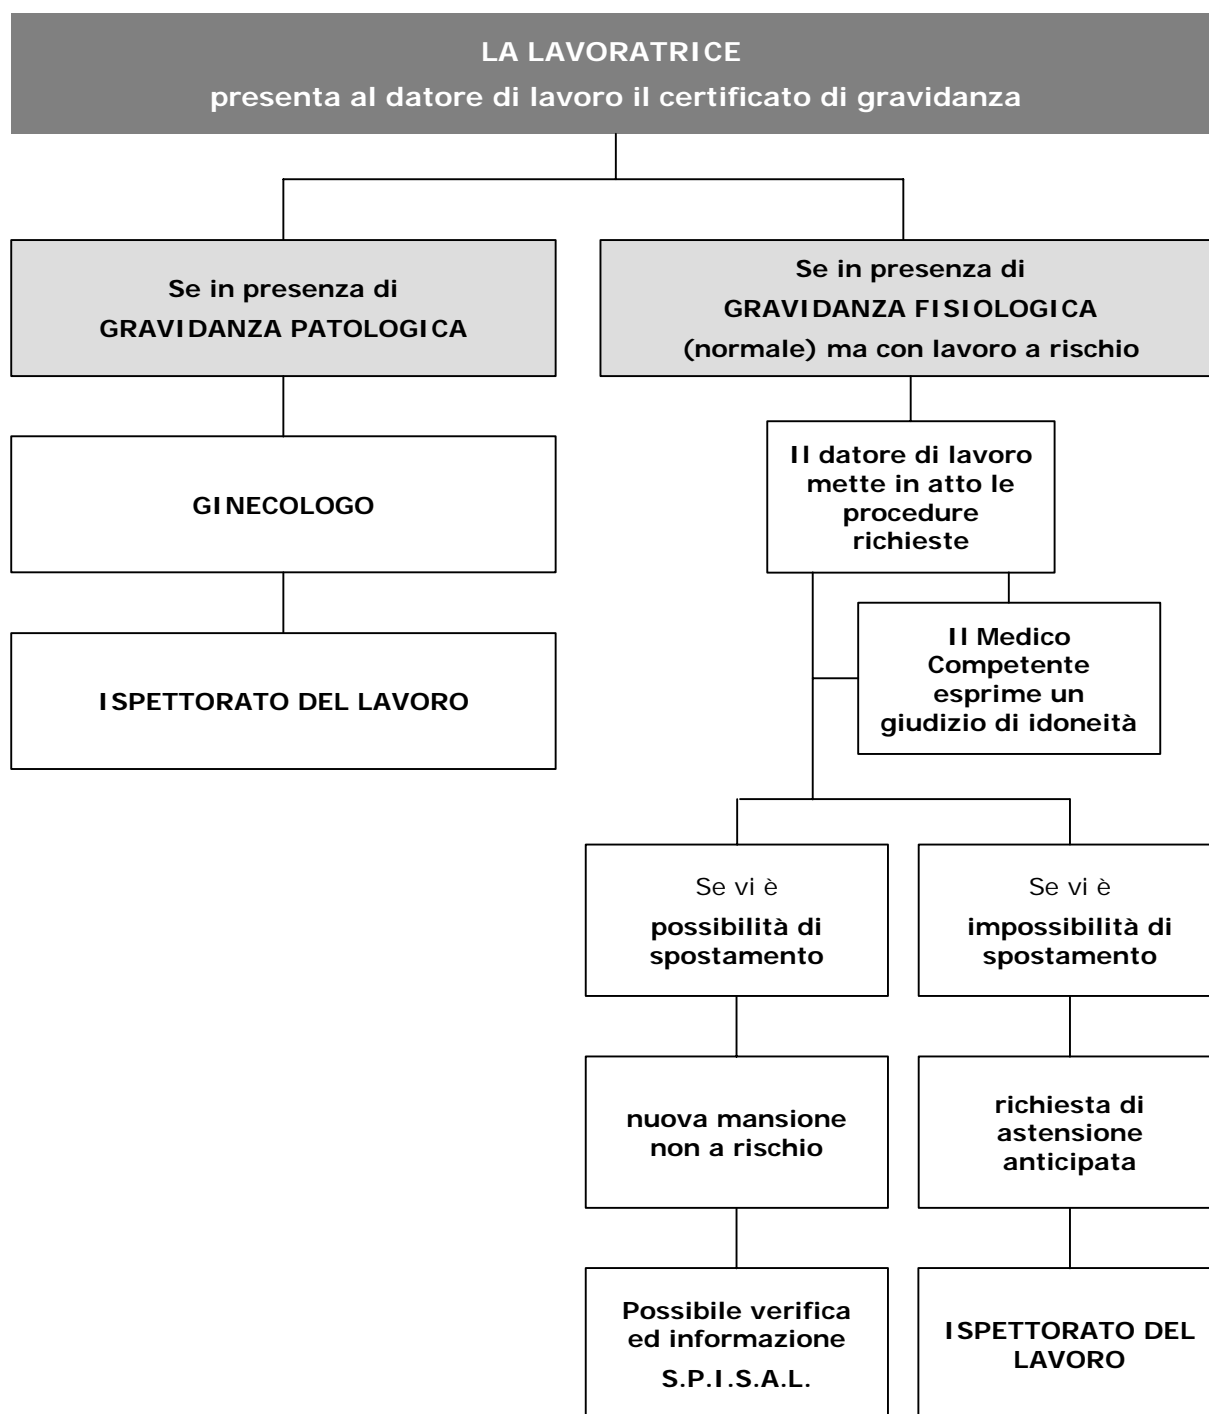 LA LAVORATRICE
presenta al datore di lavoro il certificato di gravidanza
Se in presenza di
GRAVIDANZA PATOLOGICA
Se in presenza di
GRAVIDANZA FISIOLOGICA
(normale) ma con lavoro a rischio
GINECOLOGO
Il datore di lavoro
mette in atto le
procedure
richieste
ISPETTORATO DEL LAVORO
Il Medico
Competente
esprime un
giudizio di idoneità
Se vi è
possibilità di
spostamento
Se vi è
impossibilità di
spostamento
nuova mansione
non a rischio
richiesta di
astensione
anticipata
Possibile verifica
ed informazione
S.P.I.S.A.L.
ISPETTORATO DEL
LAVORO